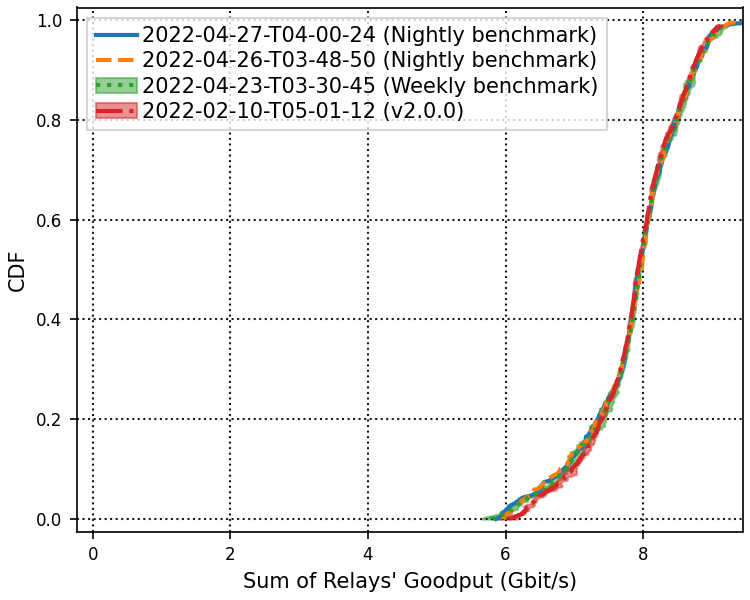 2022-04-27-T04-00-24 (Nightly benchmark)
2022-04-26-T03-48-50 (Nightly benchmark)
2022-04-23-T03-30-45 (Weekly benchmark)
2022-02-10-T05-01-12 (v2.0.0)
CDF
1.0
0.8
0.6
0.4
0.2
0.0
0 2 4 6 8
Sum of Relays' Goodput (Gbit/s)